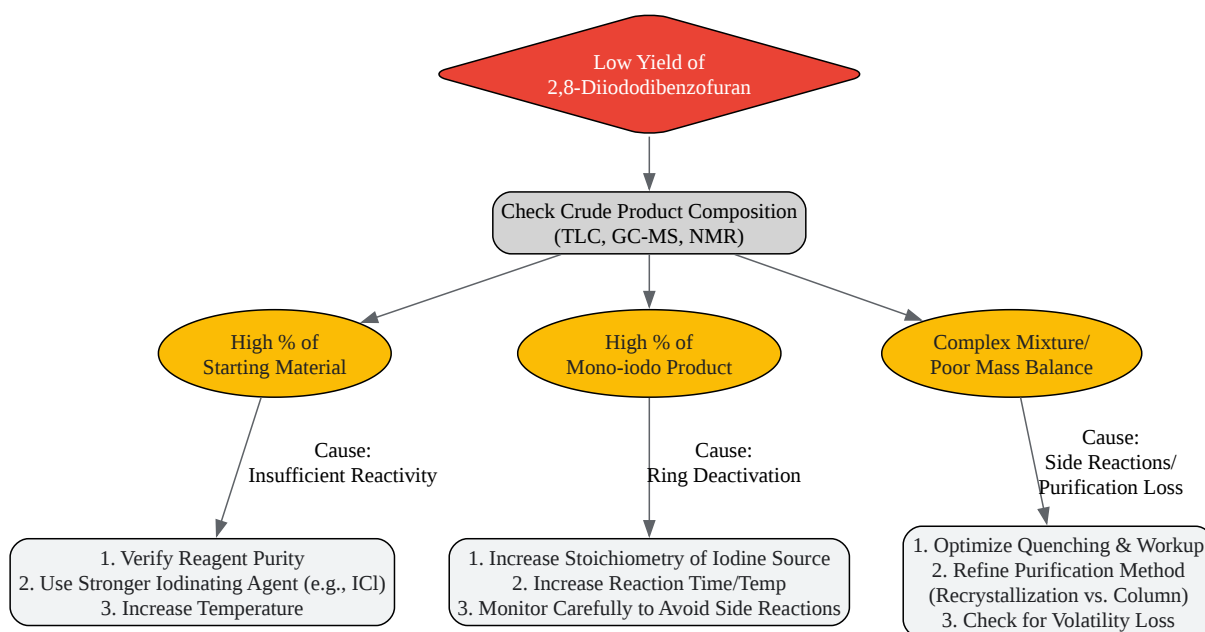 Low Yield of
2,8-Diiododibenzofuran
Check Crude Product Composition
(TLC, GC-MS, NMR)
High % of
Starting Material
High % of
Mono-iodo Product
Complex Mixture/
Poor Mass Balance
Cause:
Insufficient Reactivity
Cause:
Ring Deactivation
Cause:
Side Reactions/
Purification Loss
1. Verify Reagent Purity
2. Use Stronger Iodinating Agent (e.g., ICl)
3. Increase Temperature
1. Increase Stoichiometry of Iodine Source
2. Increase Reaction Time/Temp
3. Monitor Carefully to Avoid Side Reactions
1. Optimize Quenching & Workup
2. Refine Purification Method
(Recrystallization vs. Column)
3. Check for Volatility Loss